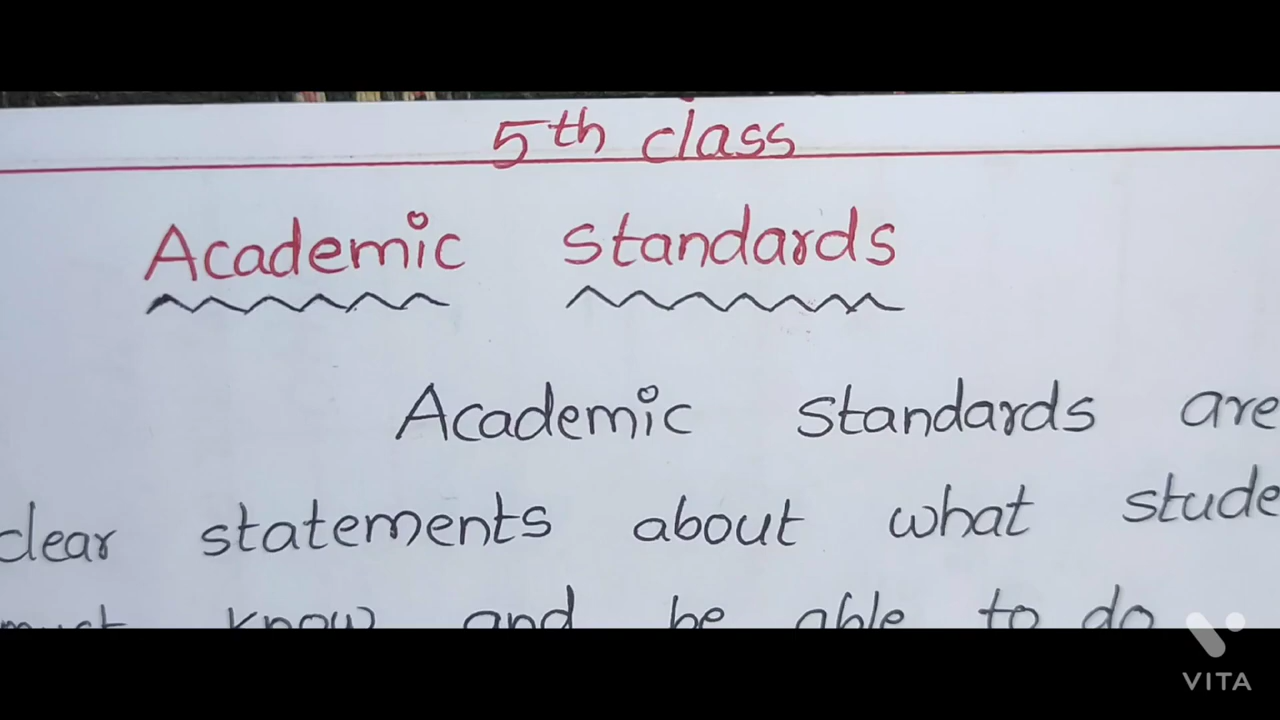 5th class
Academic standards
Academic standards are
clear statements about what stude
must know and be able to do
VITA